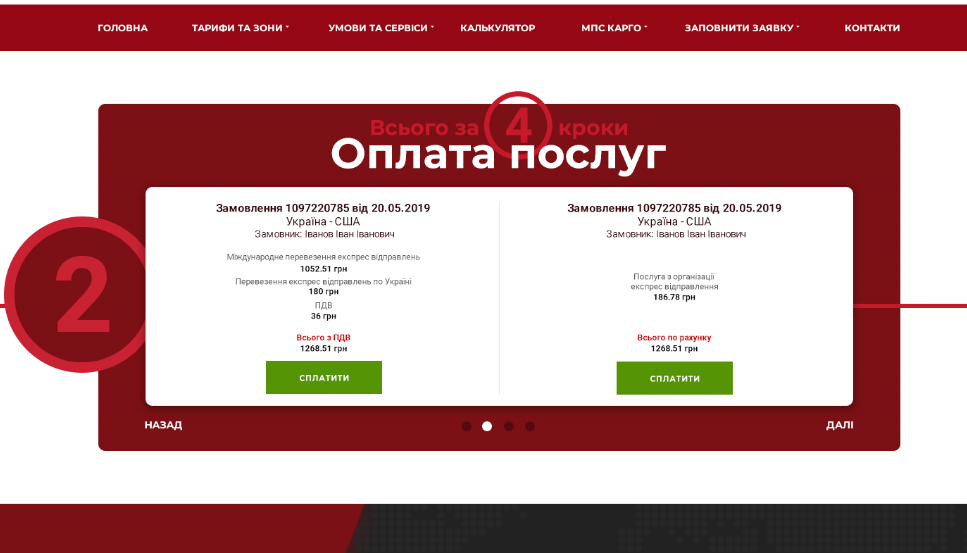 ГОЛОВНА ТАРИФИ ТА ЗОНИ УМОВИ ТА СЕРВІСИ КАЛЬКУЛЯТОР МПС КАРГО ЗАПОВНИТИ ЗАЯВКУ КОНТАКТИ
Всього за 4 кроки
Оплата послуг
2
Замовлення 1097220785 від 20.05.2019
Україна - США
Замовник: Іванов Іван Іванович
Міжнародне перевезення експрес відправлень
1052.51 грн
Перевезення експрес відправлень по Україні
180 грн
ПДВ
36 грн
Всього з ПДВ
1268.51 грн
СПЛАТИТИ
Замовлення 1097220785 від 20.05.2019
Україна - США
Замовник: Іванов Іван Іванович
Послуга з організації
експрес відправлення
186.78 грн
Всього по рахунку
1268.51 грн
СПЛАТИТИ
НАЗАД ДАЛІ